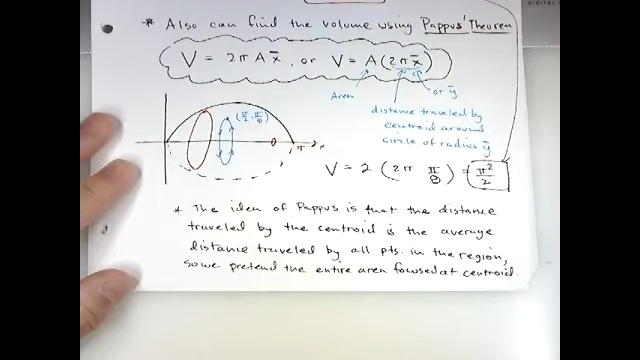 DIGITAL
* Also can find the volume using Pappus' Theorem
V = 2π A x̄, or V = A (2π x̄)
Area
or ȳ
distance traveled by
centroid around
circle of radius ȳ
(π/2, π/8)
π
V = 2 (2π π/8) = π²/2
* The idea of Pappus is that the distance
traveled by the centroid is the average
distance traveled by all pts. in the region,
so we pretend the entire area focused at centroid.